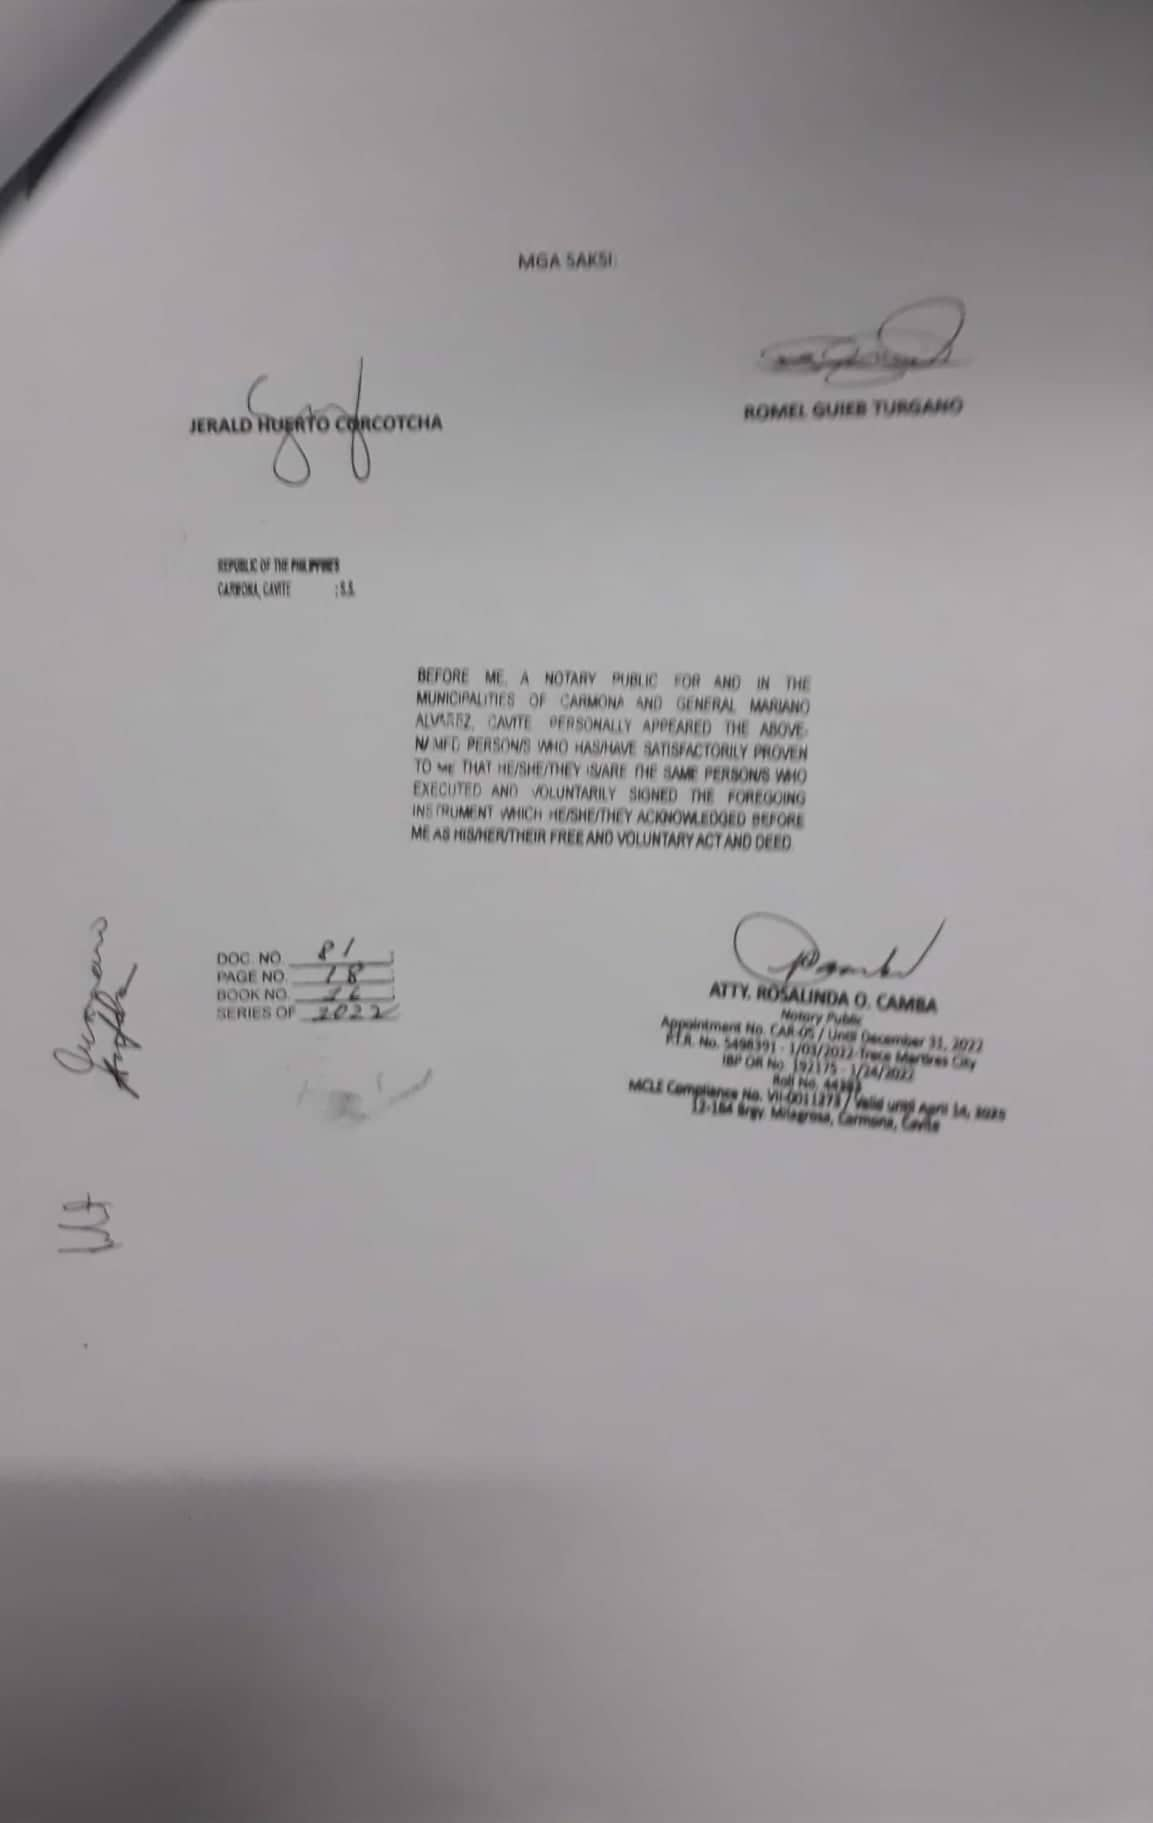 MGA SAKSI:
JERALD HUERTO CORCOTCHA
ROMEL GUIEB TURGANO
REPUBLIC OF THE PHILIPPINES
CARMONA, CAVITE : S.S.
BEFORE ME, A NOTARY PUBLIC FOR AND IN THE
MUNICIPALITIES OF CARMONA AND GENERAL MARIANO
ALVAREZ, CAVITE PERSONALLY APPEARED THE ABOVE-
NAMED PERSON/S WHO HAS/HAVE SATISFACTORILY PROVEN
TO ME THAT HE/SHE/THEY IS/ARE THE SAME PERSON/S WHO
EXECUTED AND VOLUNTARILY SIGNED THE FOREGOING
INSTRUMENT WHICH HE/SHE/THEY ACKNOWLEDGED BEFORE
ME AS HIS/HER/THEIR FREE AND VOLUNTARY ACT AND DEED.
DOC. NO. 81
PAGE NO. 18
BOOK NO.
SERIES OF 2022
ATTY. ROSALINDA O. CAMBA
Notary Public
Appointment No. CAR-05 / Until December 31, 2022
P.T.R. No. 5498391 - 1/03/2022-Trece Martires City
IBP OR No. 192175 - 1/24/2022
Roll No.
MCLE Compliance No. VII-0011273 / Valid until April 14, 2025
12-184 Brgy. Milagrosa, Carmona, Cavite